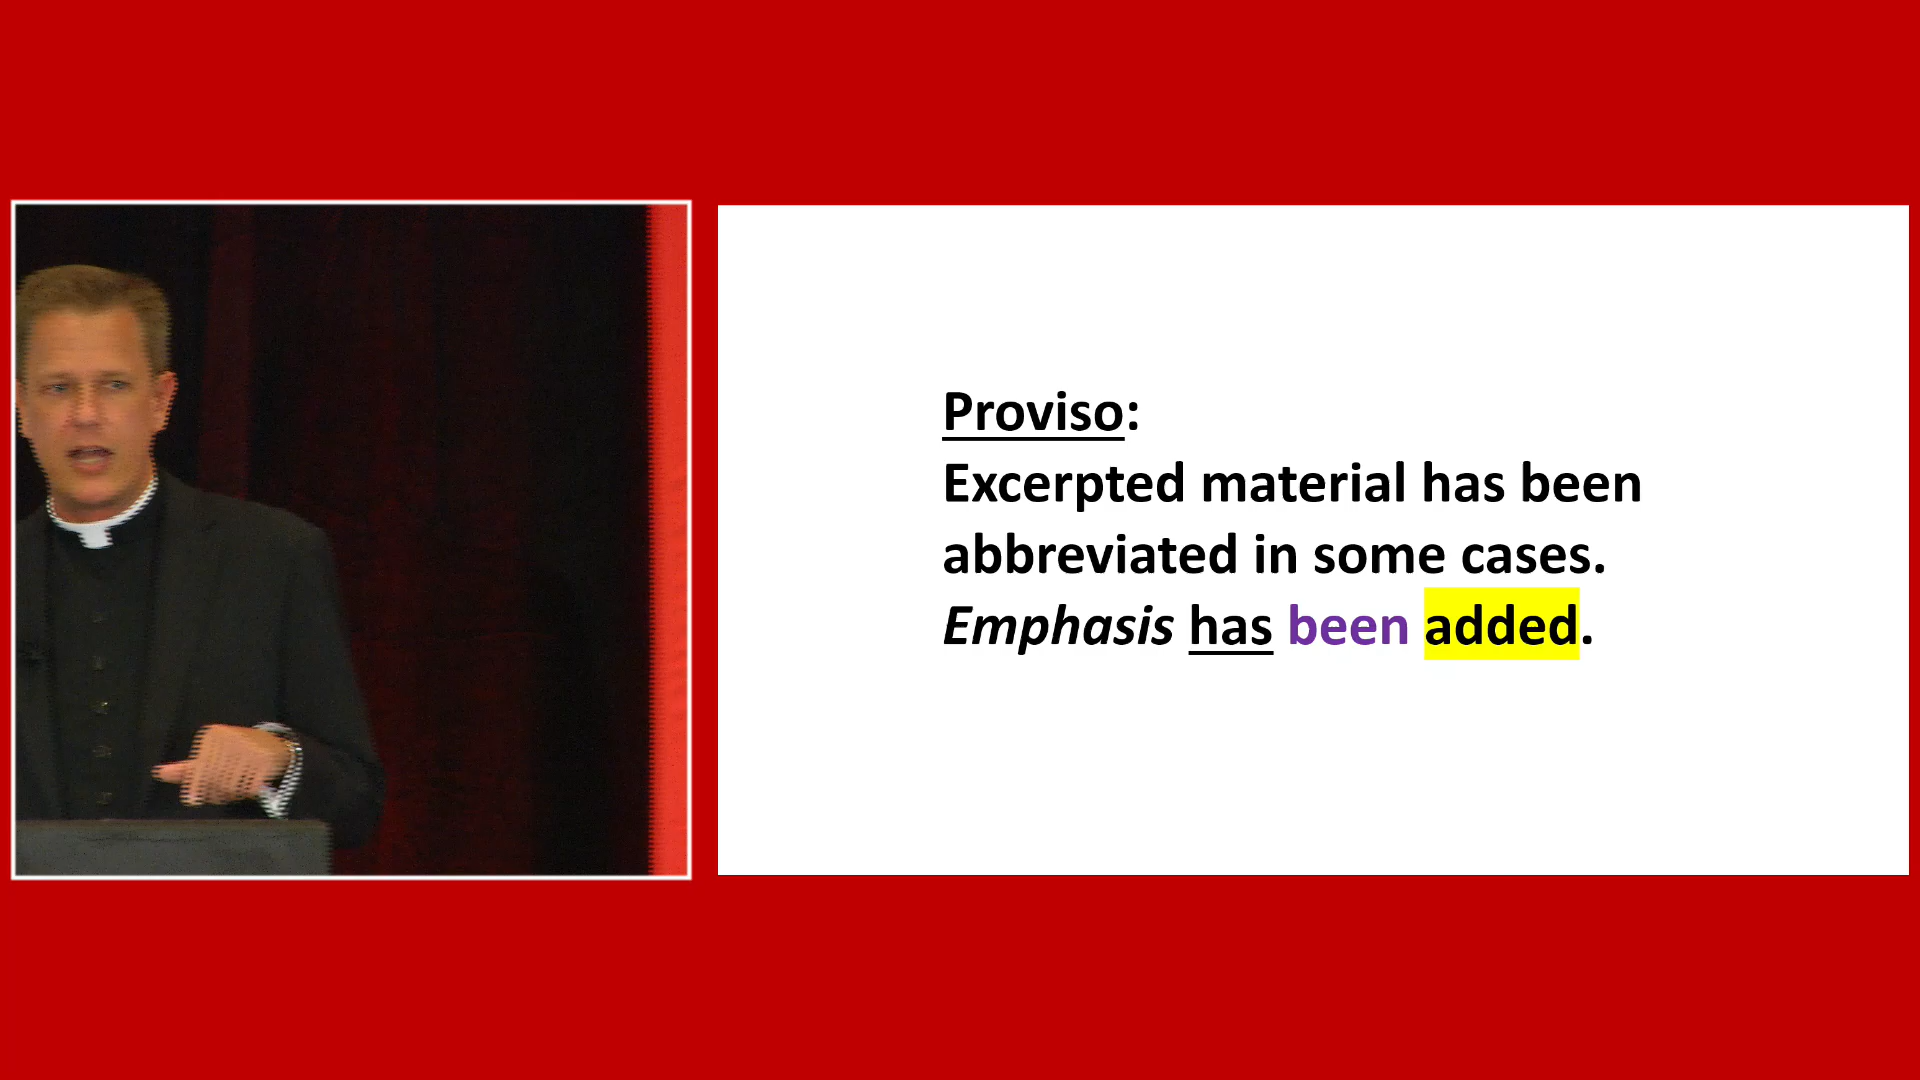 Proviso:
Excerpted material has been
abbreviated in some cases.
Emphasis has been added.